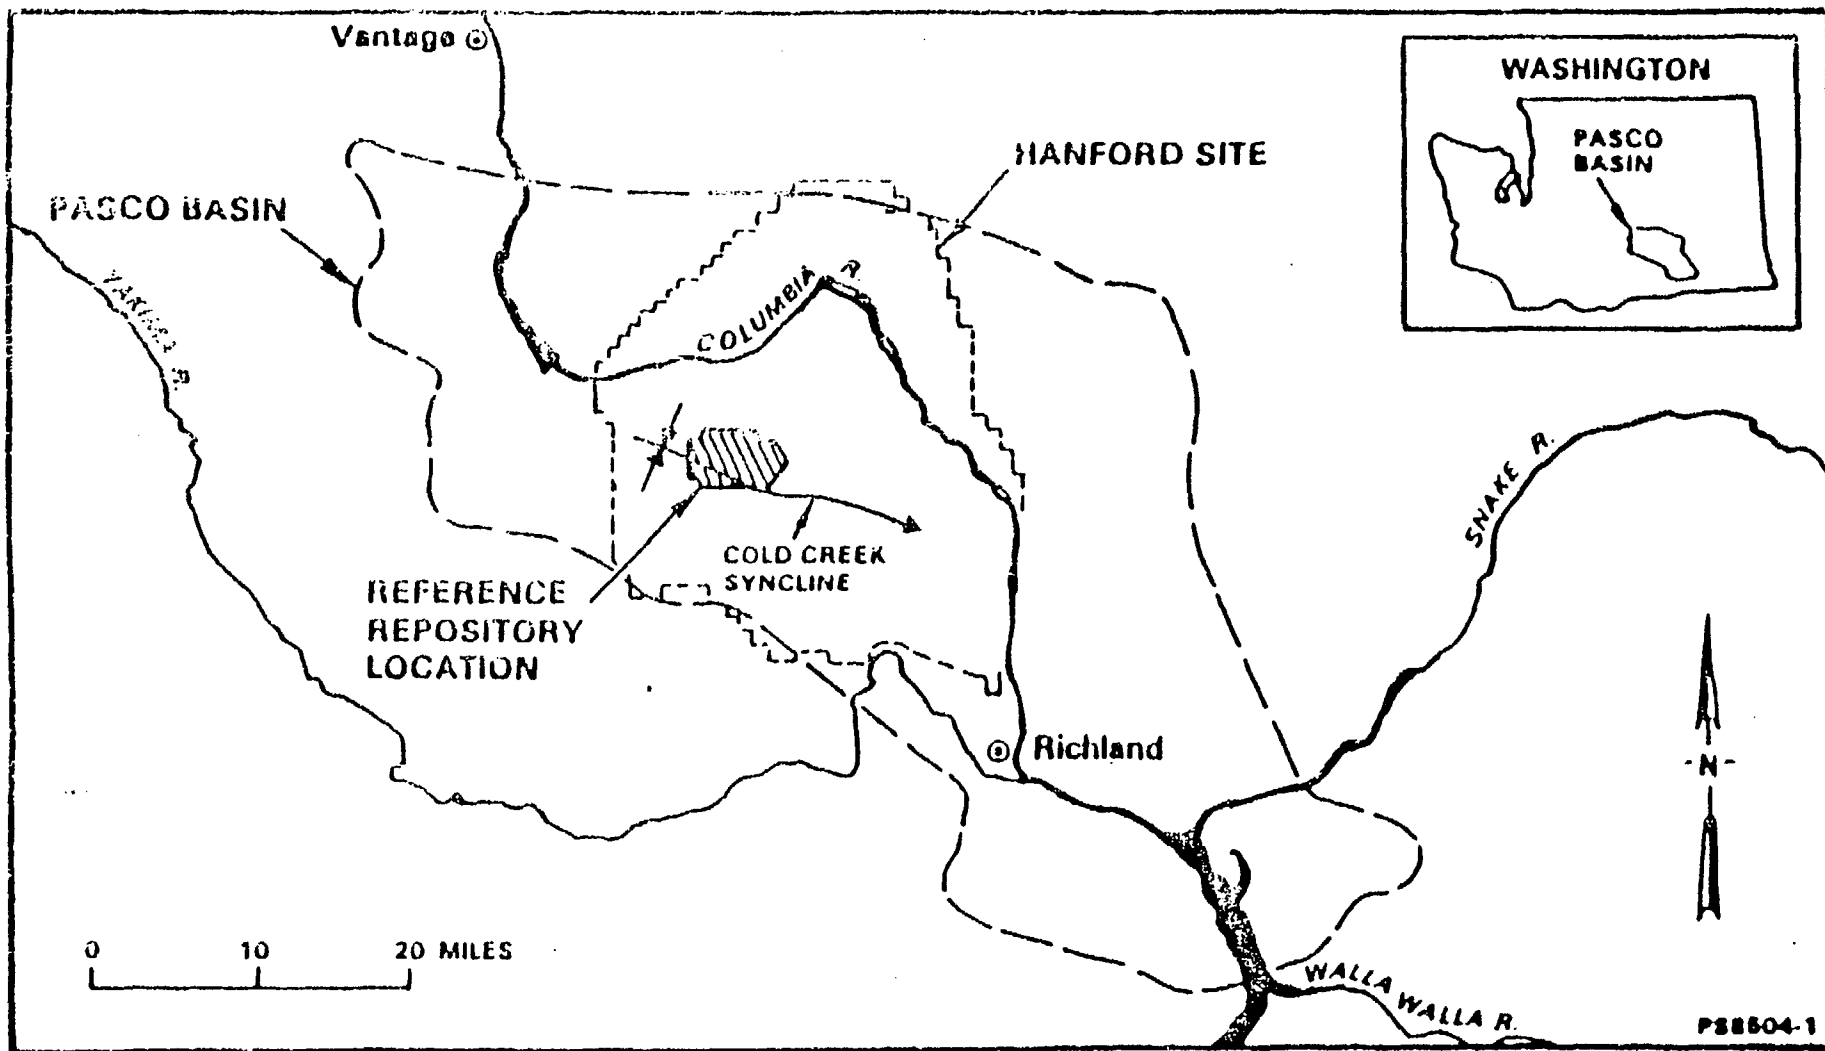 Vantage
WASHINGTON
PASCO
BASIN
HANFORD SITE
PASCO BASIN
YAKIMA R.
COLUMBIA R.
SNAKE R.
COLD CREEK
SYNCLINE
REFERENCE
REPOSITORY
LOCATION
Richland
-N-
0 10 20 MILES
WALLA WALLA R.
PS8504-1